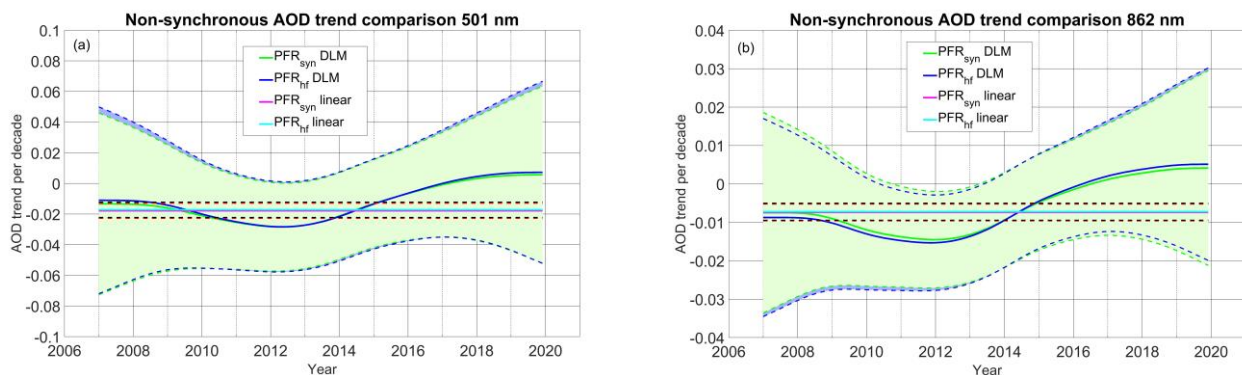 Non-synchronous AOD trend comparison 501 nm
(a)
PFRsyn DLM
PFRhf DLM
PFRsyn linear
PFRhf linear
AOD trend per decade
0.1
0.08
0.06
0.04
0.02
0
-0.02
-0.04
-0.06
-0.08
-0.1
2006 2008 2010 2012 2014 2016 2018 2020
Year
Non-synchronous AOD trend comparison 862 nm
(b)
PFRsyn DLM
PFRhf DLM
PFRsyn linear
PFRhf linear
AOD trend per decade
0.04
0.03
0.02
0.01
0
-0.01
-0.02
-0.03
-0.04
2006 2008 2010 2012 2014 2016 2018 2020
Year